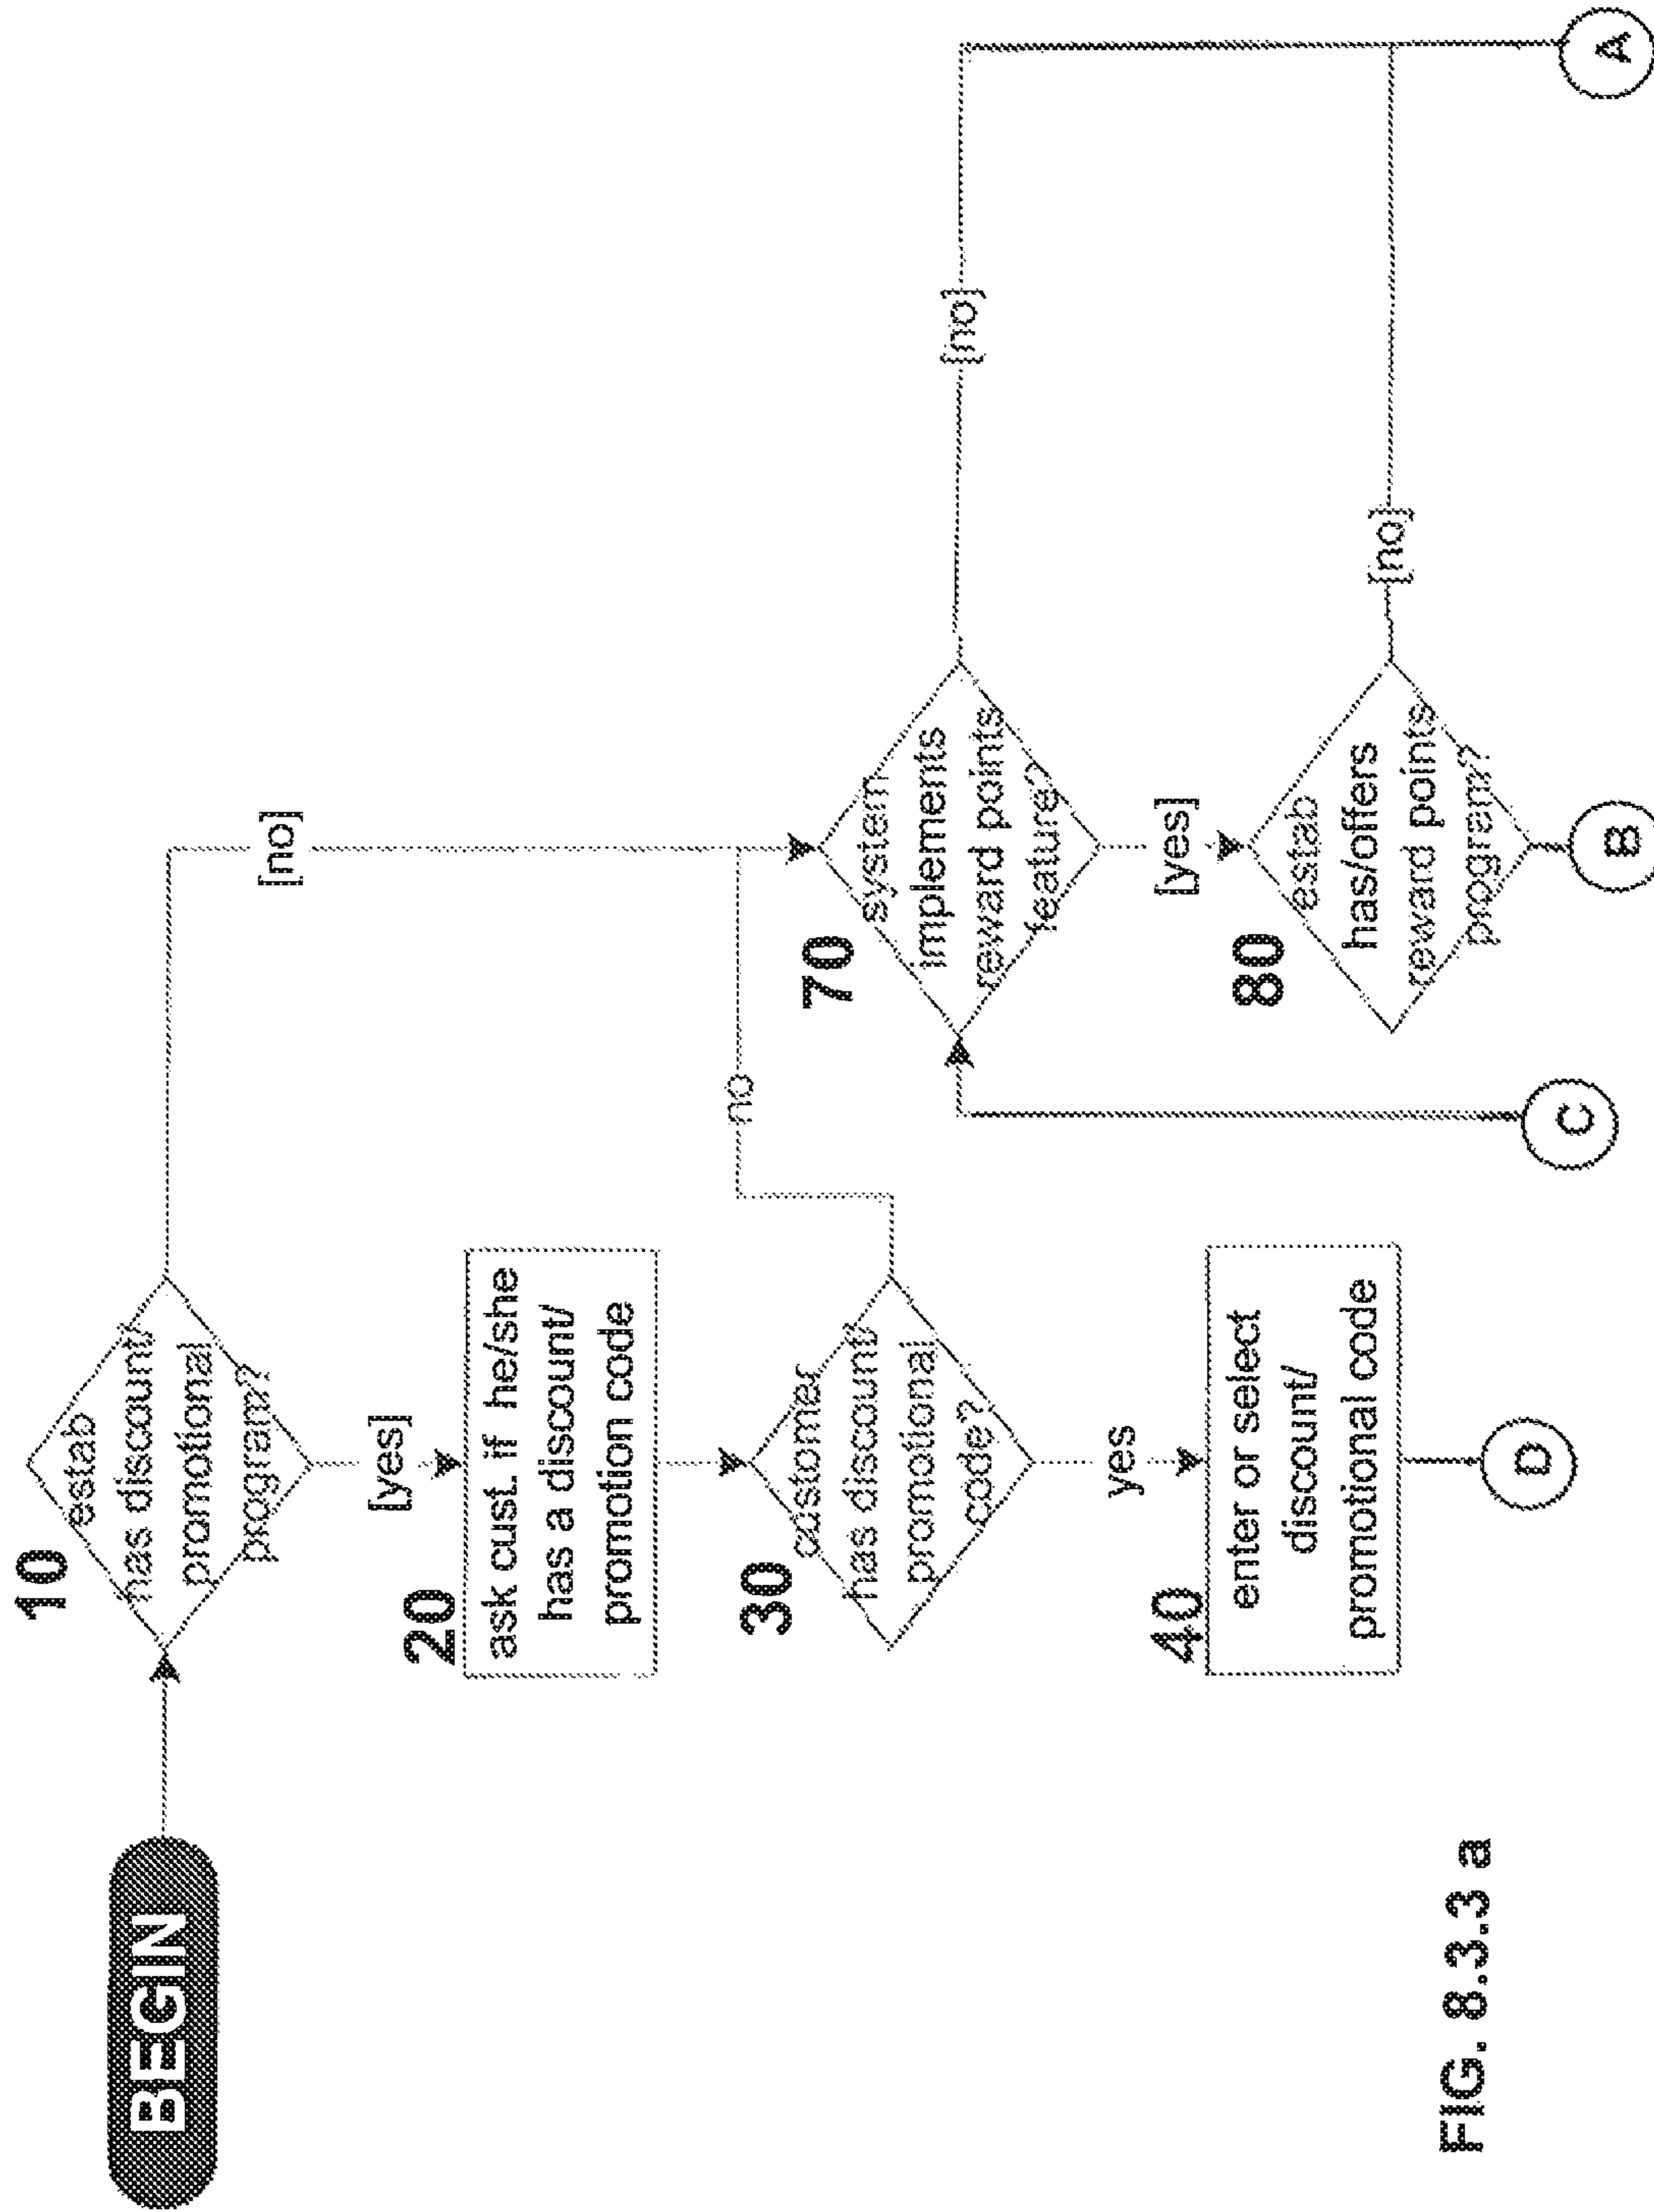 BEGIN
10
estab
has discount/
promotional
program?
[no]
[yes]
20
ask cust. if he/she
has a discount/
promotion code
30
customer
has discount/
promotional
code?
no
yes
40
enter or select
discount/
promotional code
D
70
system
implements
reward points
feature?
[no]
[yes]
80
estab
has/offers
reward points
program?
[no]
C
B
A
FIG. 8.3.3 a